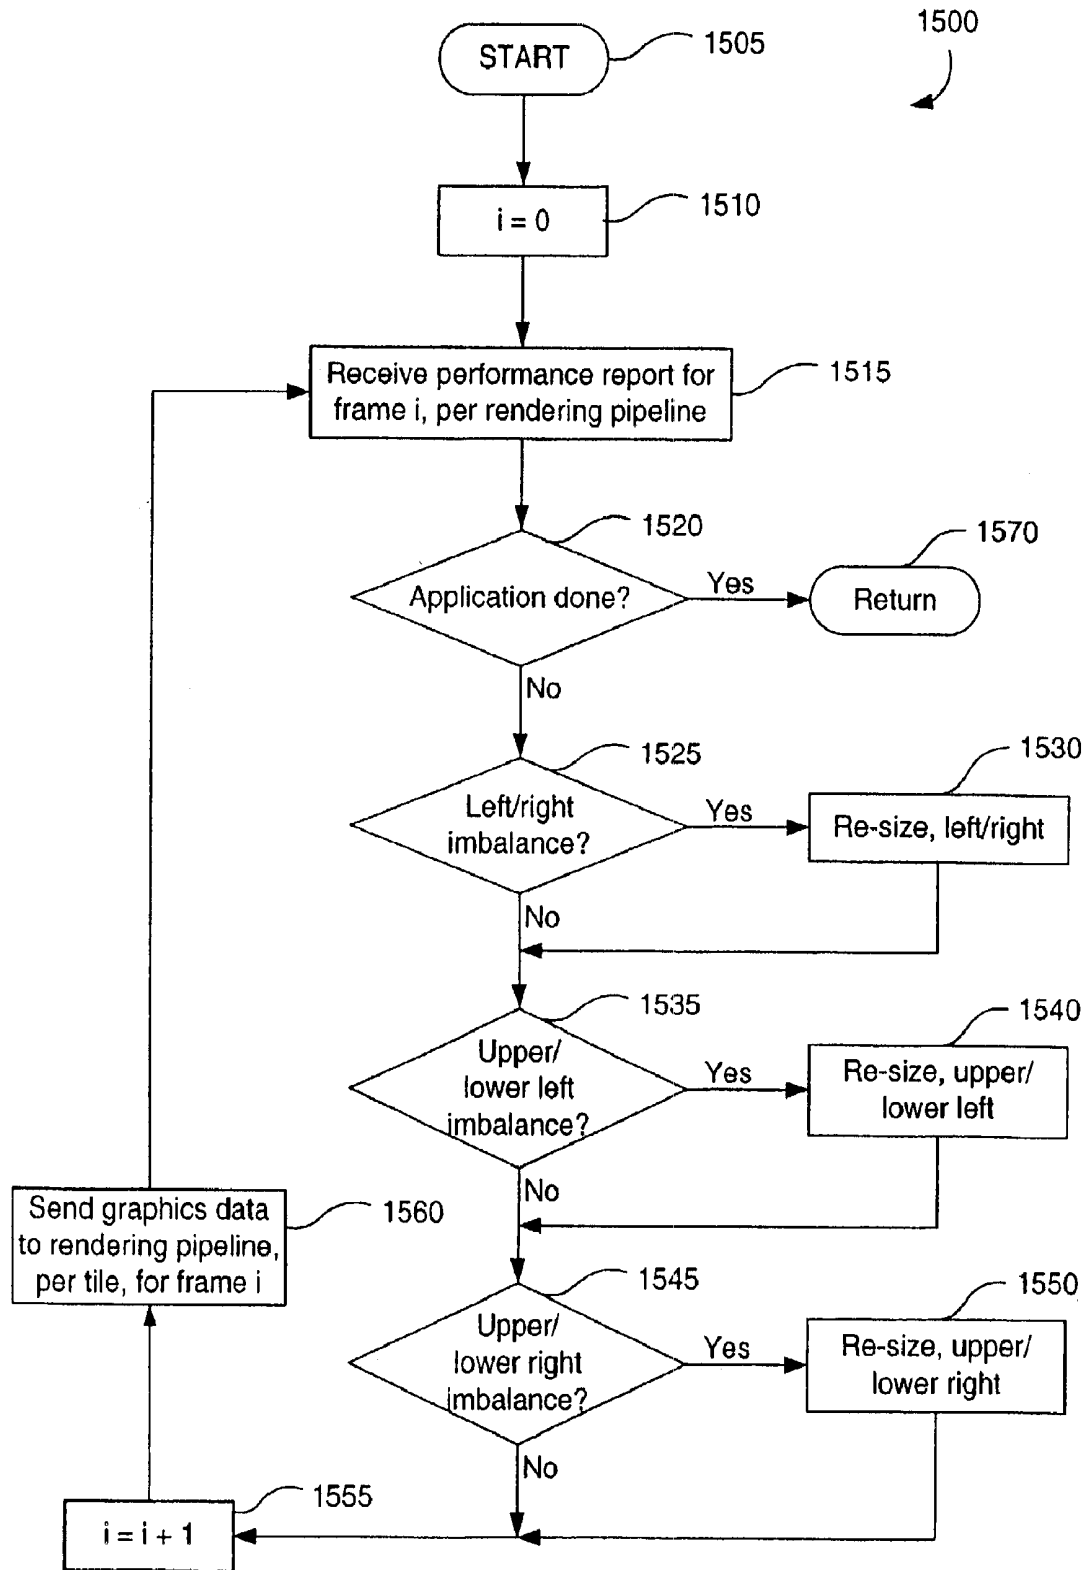 1500
START
1505
i = 0
1510
Receive performance report for
frame i, per rendering pipeline
1515
Application done?
1520
Yes
Return
1570
No
Left/right
imbalance?
1525
Yes
Re-size, left/right
1530
No
Upper/
lower left
imbalance?
1535
Yes
Re-size, upper/
lower left
1540
No
Upper/
lower right
imbalance?
1545
Yes
Re-size, upper/
lower right
1550
No
i = i + 1
1555
Send graphics data
to rendering pipeline,
per tile, for frame i
1560